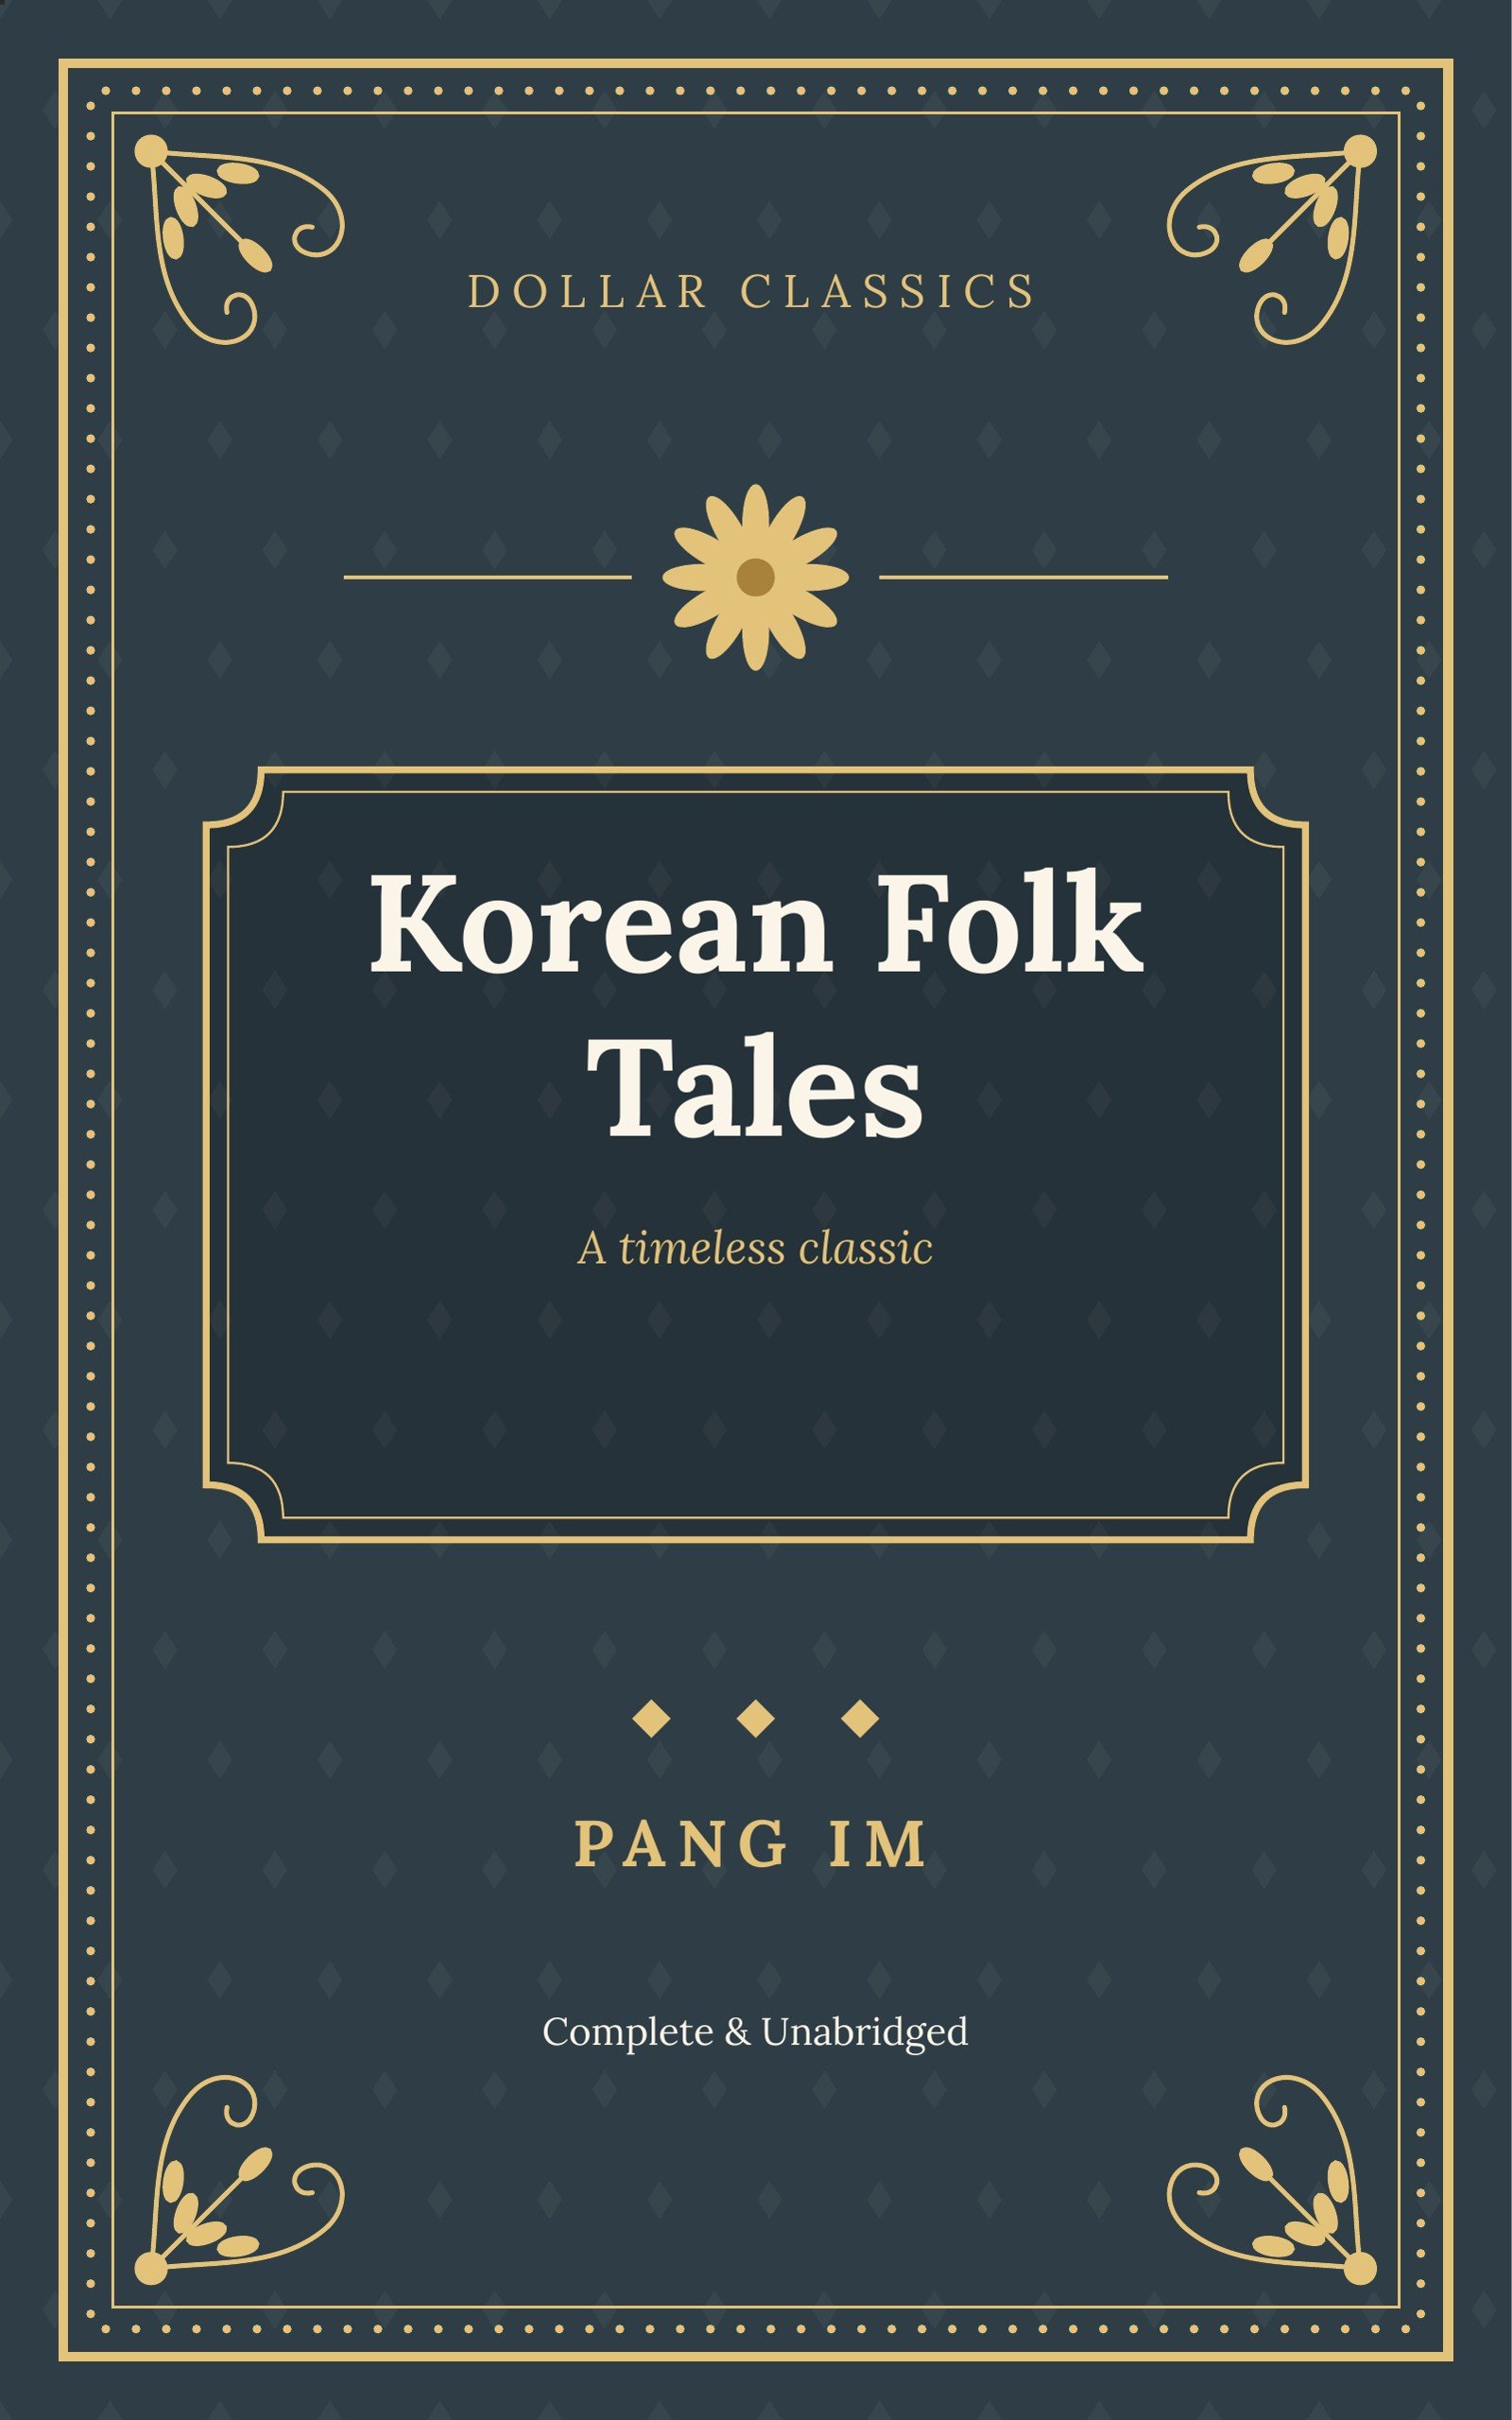 DOLLAR CLASSICS
Korean Folk
Tales
A timeless classic
PANG IM
Complete & Unabridged